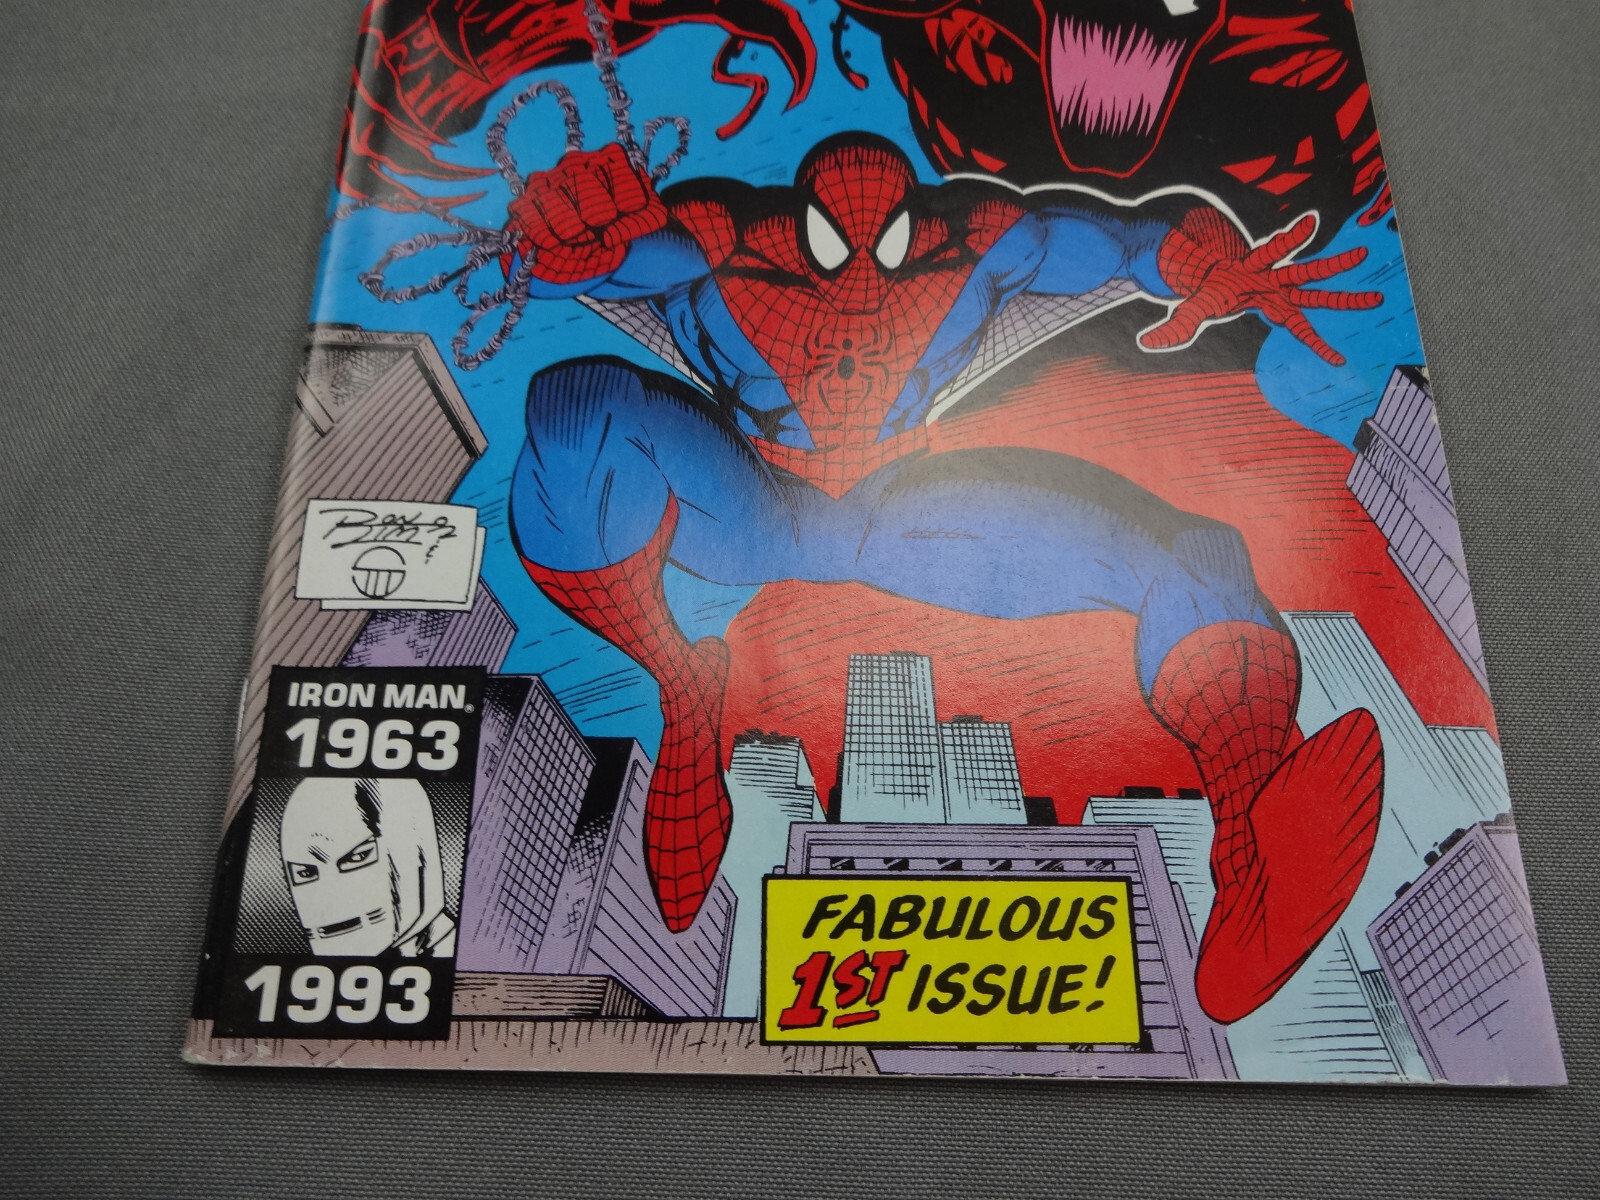 IRON MAN®
1963
1993
FABULOUS
1ST ISSUE!